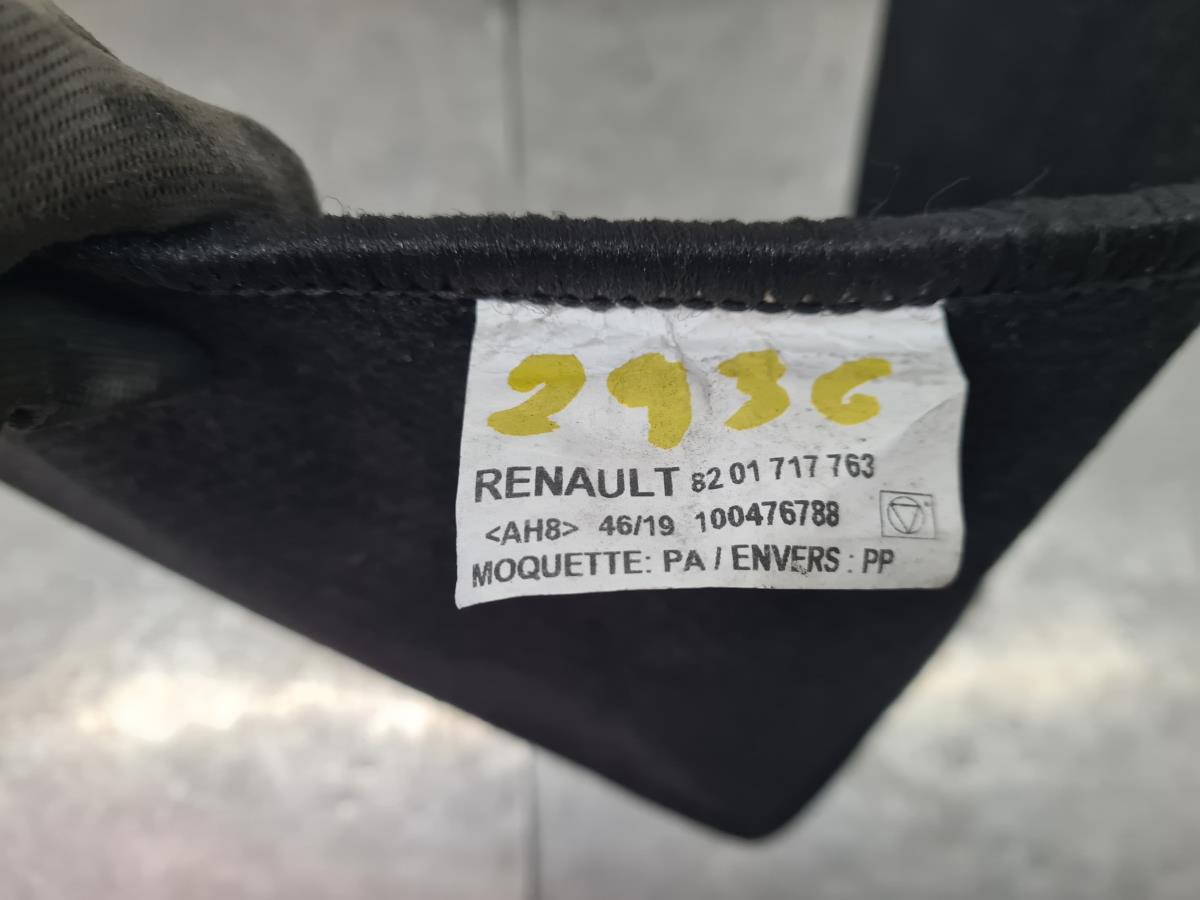 2936
RENAULT 82 01 717 763
<AH8> 46/19 100476788
MOQUETTE: PA / ENVERS : PP